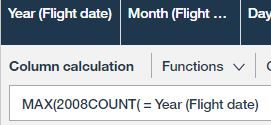 Year (Flight date) Month (Flight ... Day
Column calculation Functions
MAX(2008COUNT( = Year (Flight date)